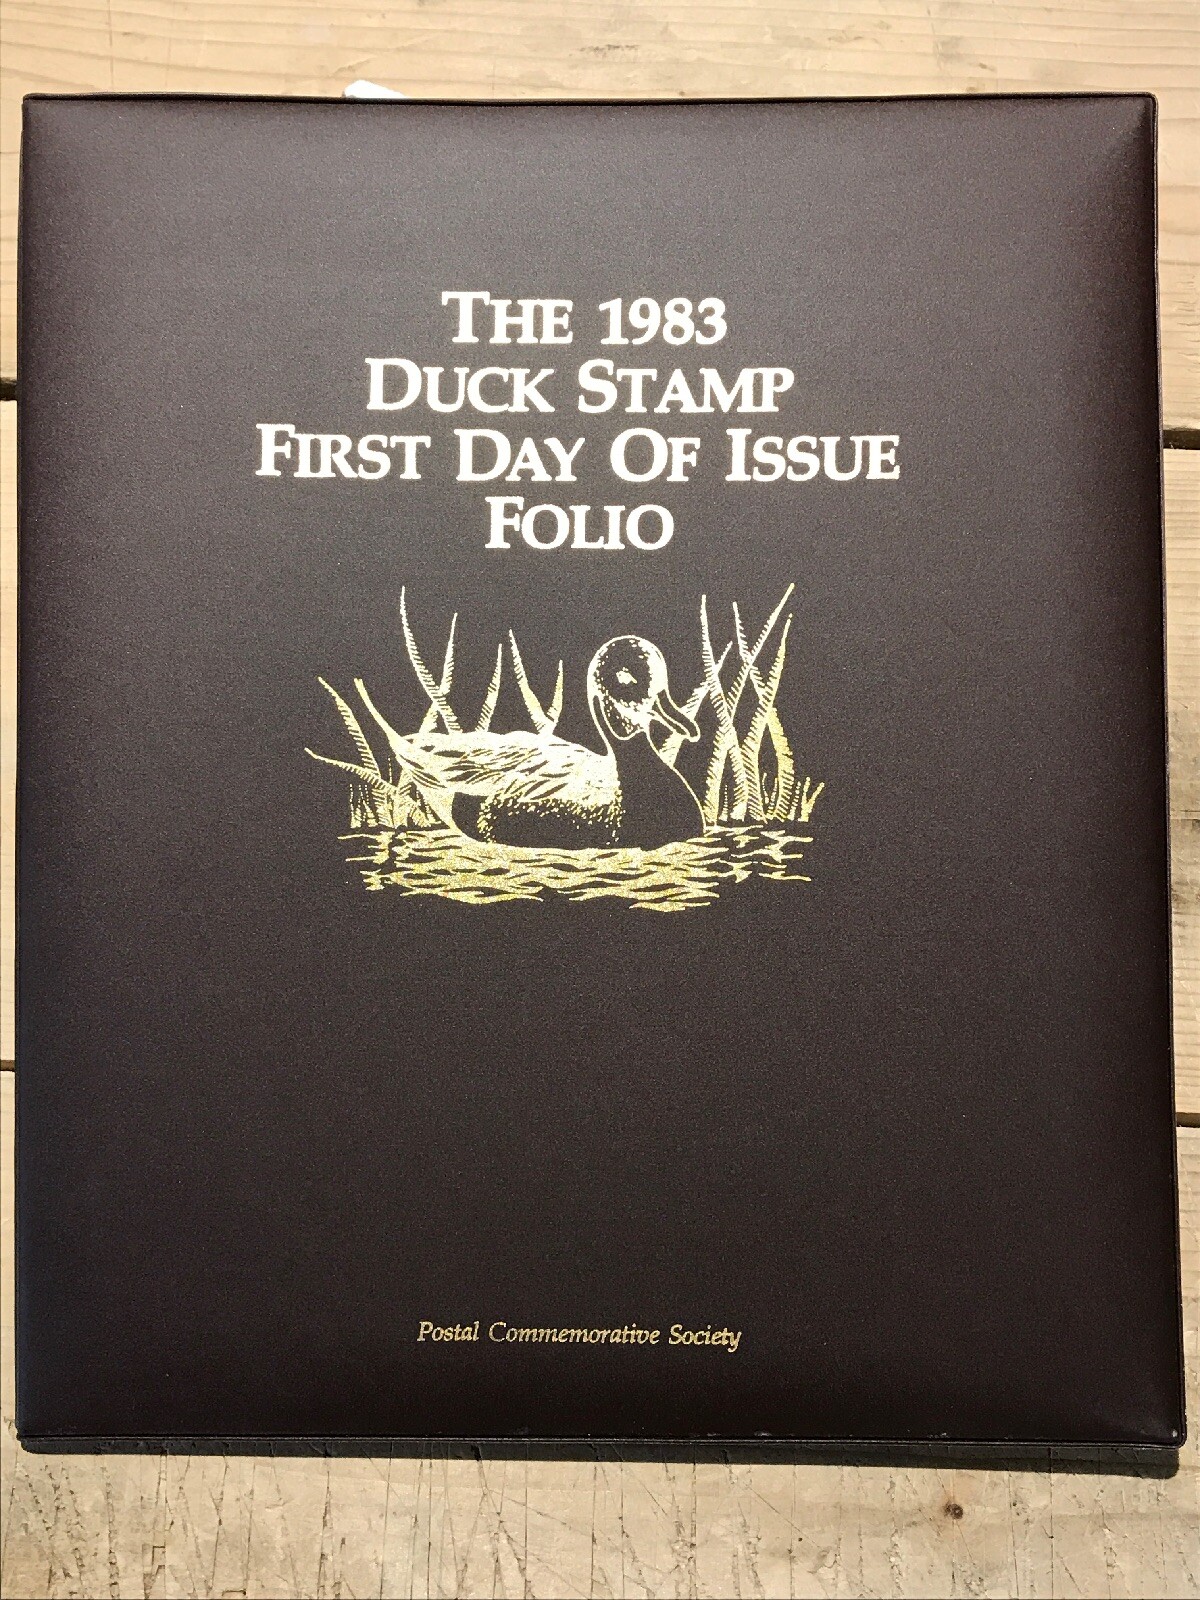 THE 1983
DUCK STAMP
FIRST DAY OF ISSUE
FOLIO
Postal Commemorative Society